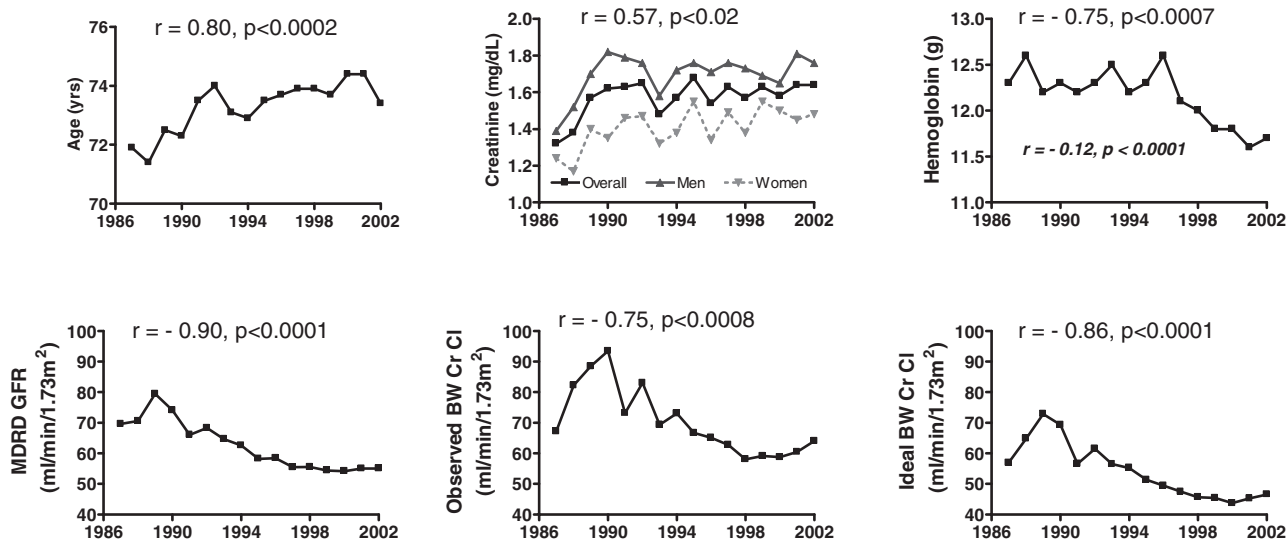 r = 0.80, p<0.0002
Age (yrs)
76
74
72
70
1986 1990 1994 1998 2002
r = 0.57, p<0.02
Creatinine (mg/dL)
2.0
1.8
1.6
1.4
1.2
1.0
Overall Men Women
1986 1990 1994 1998 2002
r = - 0.75, p<0.0007
Hemoglobin (g)
13.0
12.5
12.0
11.5
11.0
r = - 0.12, p < 0.0001
1986 1990 1994 1998 2002
r = - 0.90, p<0.0001
MDRD GFR
(ml/min/1.73m²)
100
90
80
70
60
50
40
1986 1990 1994 1998 2002
r = - 0.75, p<0.0008
Observed BW Cr Cl
(ml/min/1.73m²)
100
90
80
70
60
50
40
1986 1990 1994 1998 2002
r = - 0.86, p<0.0001
Ideal BW Cr Cl
(ml/min/1.73m²)
100
90
80
70
60
50
40
1986 1990 1994 1998 2002